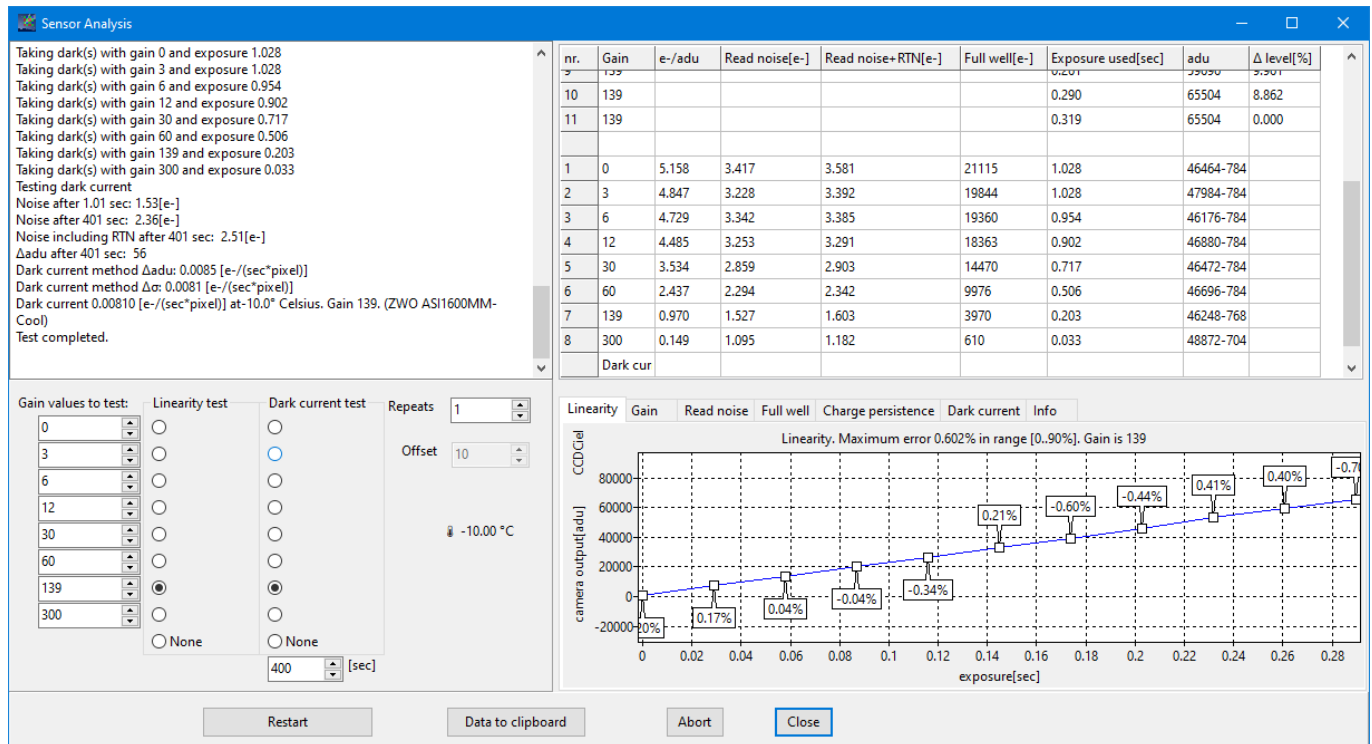 Sensor Analysis
Taking dark(s) with gain 0 and exposure 1.028
Taking dark(s) with gain 3 and exposure 1.028
Taking dark(s) with gain 6 and exposure 0.954
Taking dark(s) with gain 12 and exposure 0.902
Taking dark(s) with gain 30 and exposure 0.717
Taking dark(s) with gain 60 and exposure 0.506
Taking dark(s) with gain 139 and exposure 0.203
Taking dark(s) with gain 300 and exposure 0.033
Testing dark current
Noise after 1.01 sec: 1.53[e-]
Noise after 401 sec: 2.36[e-]
Noise including RTN after 401 sec: 2.51[e-]
Δadu after 401 sec: 56
Dark current method Δadu: 0.0085 [e-/(sec*pixel)]
Dark current method Δσ: 0.0081 [e-/(sec*pixel)]
Dark current 0.00810 [e-/(sec*pixel)] at-10.0° Celsius. Gain 139. (ZWO ASI1600MM-
Cool)
Test completed.
nr. Gain e-/adu Read noise[e-] Read noise+RTN[e-] Full well[e-] Exposure used[sec] adu Δ level[%]
9 139 0.261 59090 9.901
10 139 0.290 65504 8.862
11 139 0.319 65504 0.000
1 0 5.158 3.417 3.581 21115 1.028 46464-784
2 3 4.847 3.228 3.392 19844 1.028 47984-784
3 6 4.729 3.342 3.385 19360 0.954 46176-784
4 12 4.485 3.253 3.291 18363 0.902 46880-784
5 30 3.534 2.859 2.903 14470 0.717 46472-784
6 60 2.437 2.294 2.342 9976 0.506 46696-784
7 139 0.970 1.527 1.603 3970 0.203 46248-768
8 300 0.149 1.095 1.182 610 0.033 48872-704
Dark cur
Gain values to test: Linearity test Dark current test Repeats 1
0
3 Offset 10
6
12
30 -10.00 °C
60
139
300
None None
400 [sec]
Linearity Gain Read noise Full well Charge persistence Dark current Info
Linearity. Maximum error 0.602% in range [0..90%]. Gain is 139
CCDCiel
camera output[adu]
80000
60000
40000
20000
0
-20000
20%
0.17%
0.04%
-0.04%
-0.34%
0.21%
-0.60%
-0.44%
0.41%
0.40%
-0.70
0 0.02 0.04 0.06 0.08 0.1 0.12 0.14 0.16 0.18 0.2 0.22 0.24 0.26 0.28
exposure[sec]
Restart Data to clipboard Abort Close